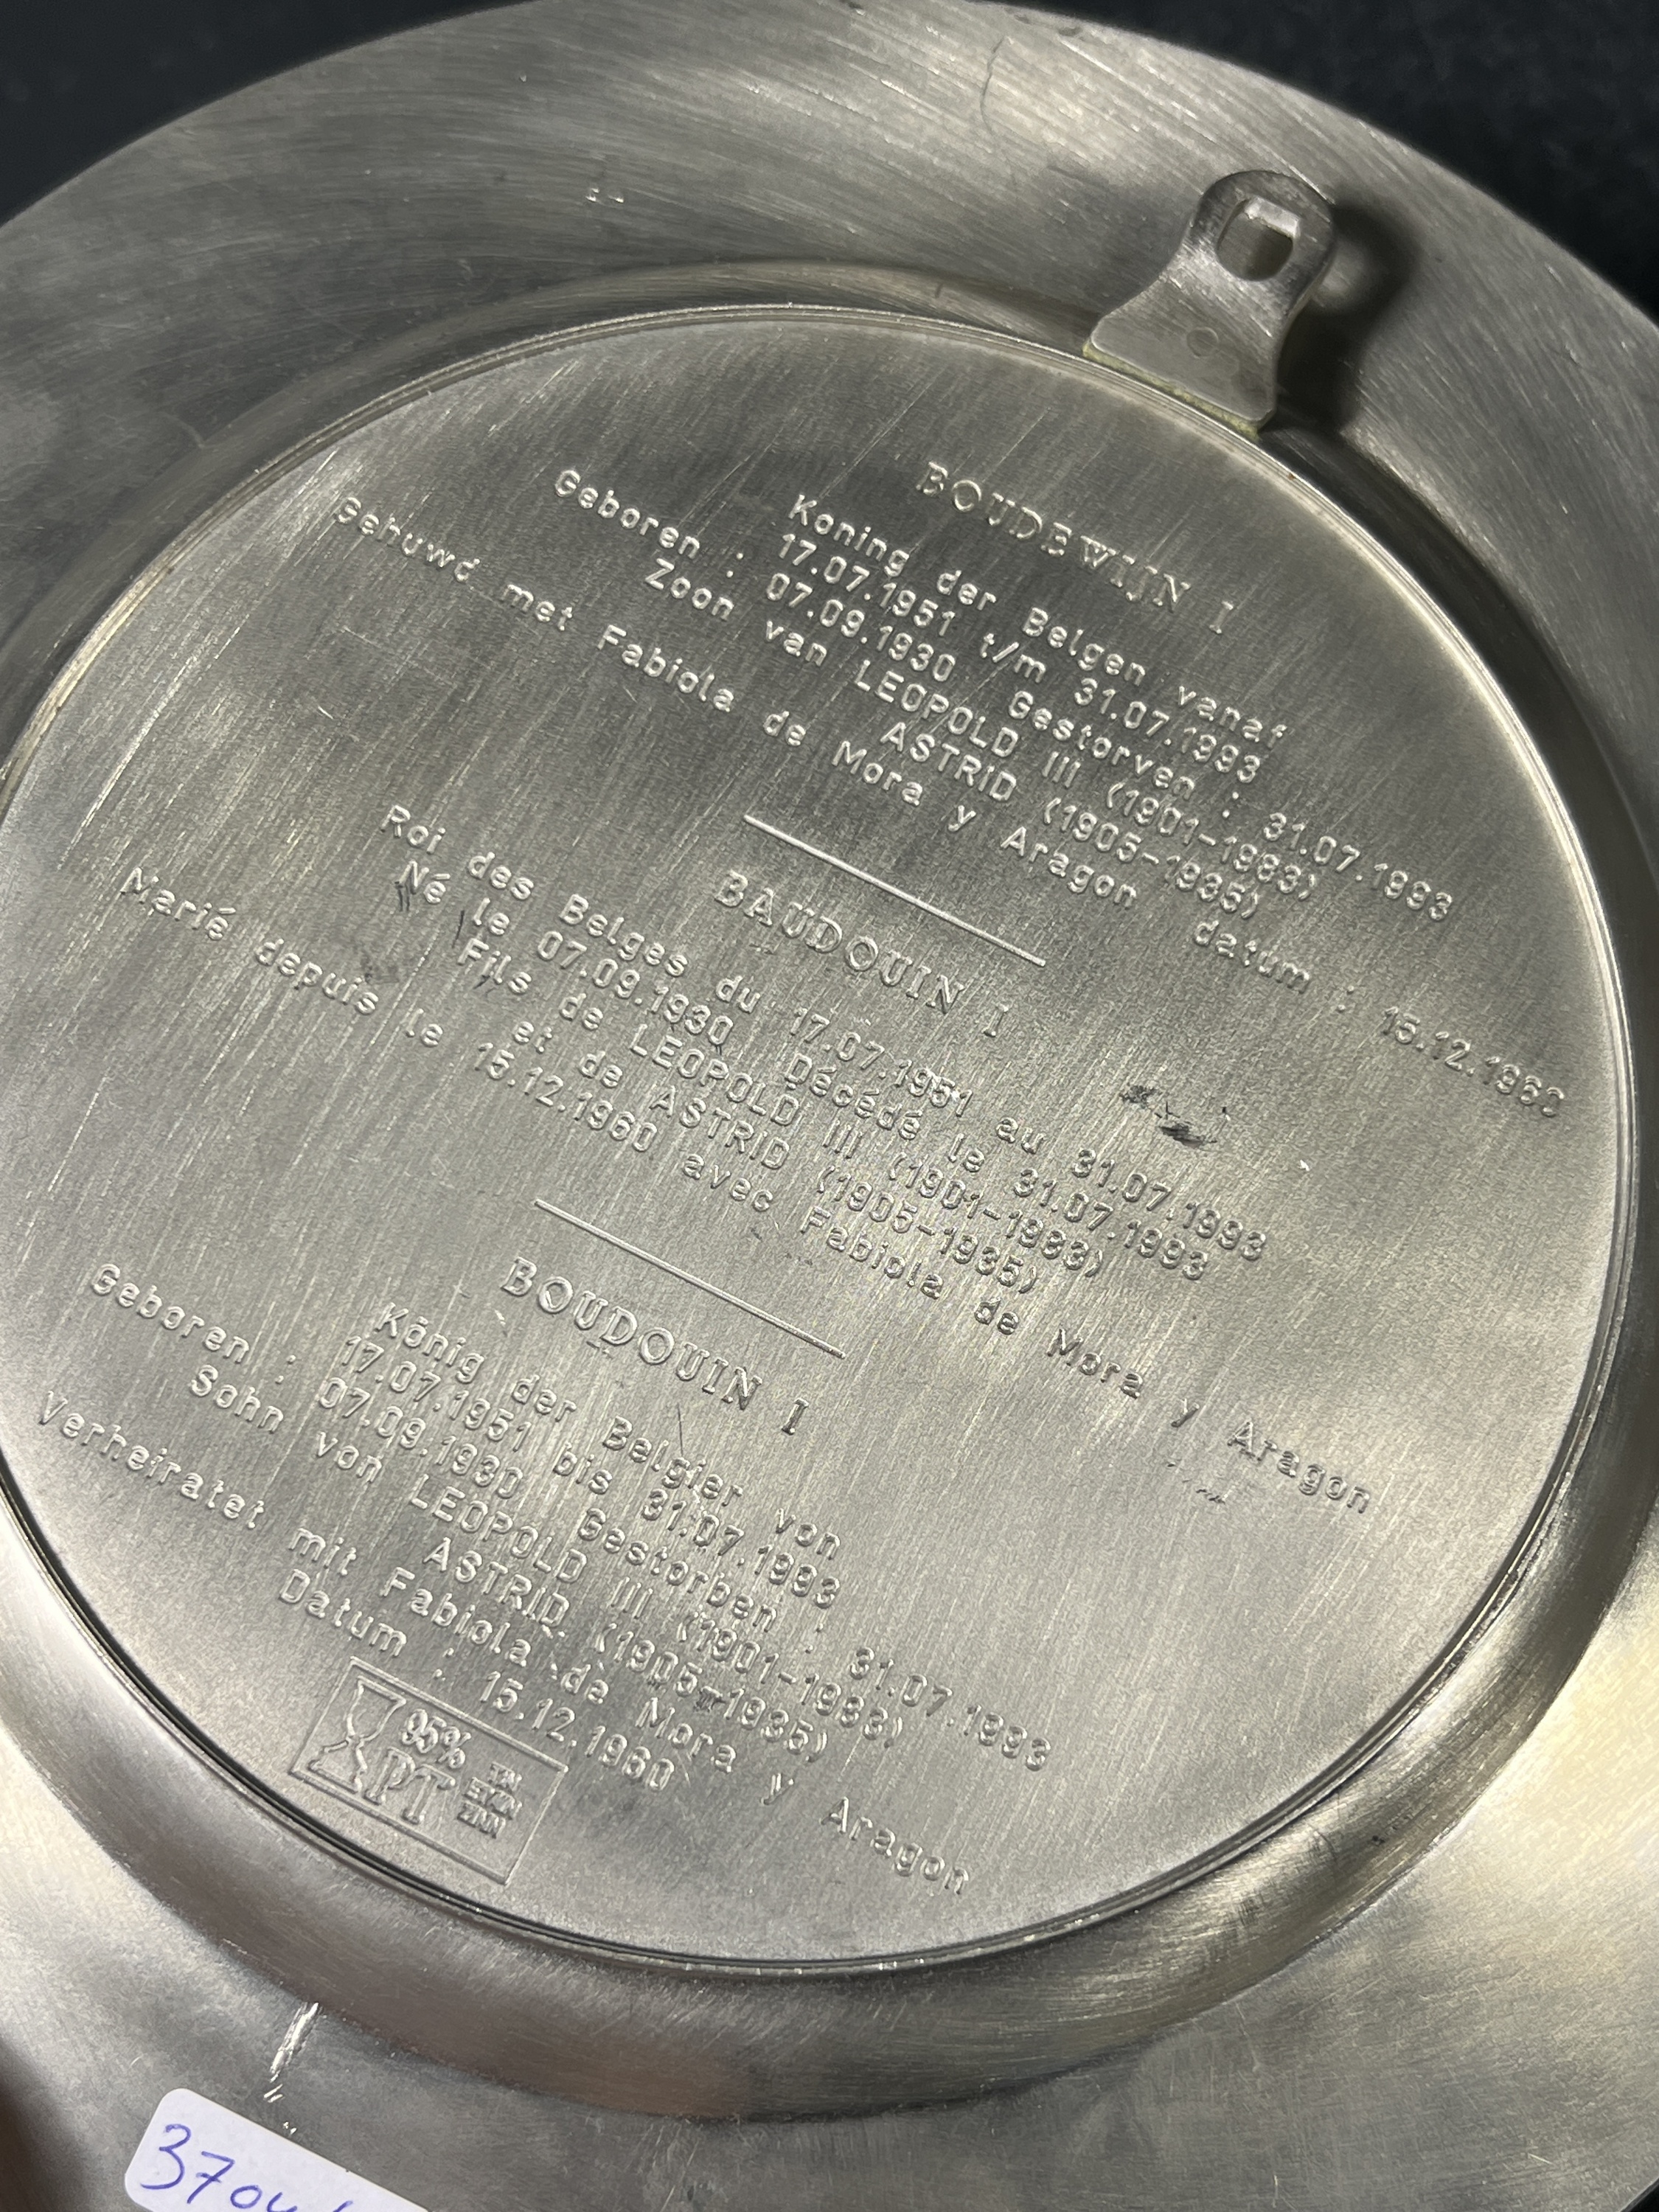 BOUDEWIJN I
Koning der Belgen vanaf
17.07.1951 t/m 31.07.1993
Geboren : 07.09.1930 Gestorven : 31.07.1993
Zoon van LEOPOLD III (1901-1983)
ASTRID (1905-1935)
Gehuwd met Fabiola de Mora y Aragon datum : 15.12.1960
BAUDOUIN I
Roi des Belges du 17.07.1951 au 31.07.1993
Né le 07.09.1930 Décédé le 31.07.1993
Fils de LEOPOLD III (1901-1983)
et de ASTRID (1905-1935)
Marié depuis le 15.12.1960 avec Fabiola de Mora y Aragon
BOUDOUIN I
König der Belgier von
17.07.1951 bis 31.07.1993
Geboren : 07.09.1930 Gestorben : 31.07.1993
Sohn von LEOPOLD III (1901-1983)
ASTRID (1905-1935)
Verheiratet mit Fabiola de Mora y Aragon
Datum : 15.12.1960
95%
PT
TIN
ETAIN
ZINN